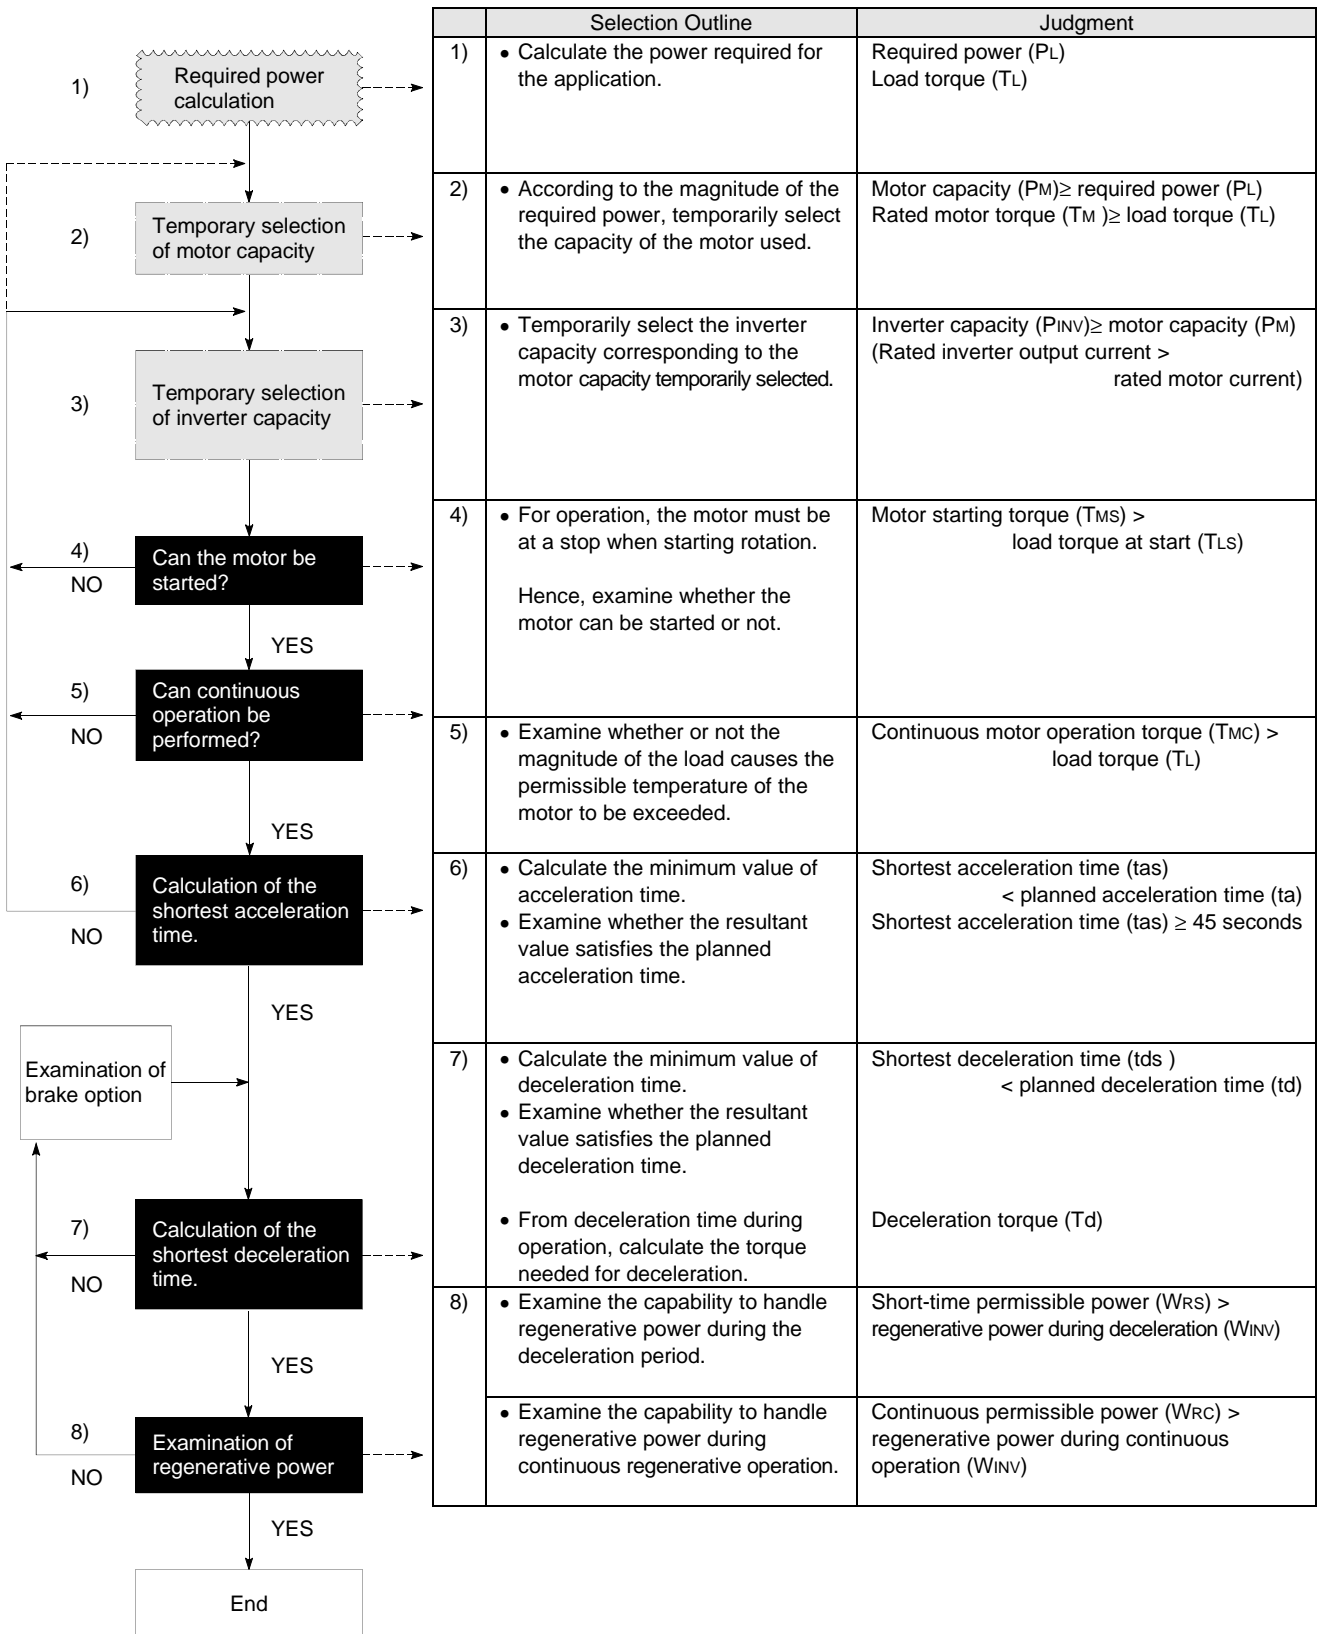 Selection Outline
Judgment
1)
Required power
calculation
1)
• Calculate the power required for
the application.
Required power (PL)
Load torque (TL)
2)
Temporary selection
of motor capacity
2)
• According to the magnitude of the
required power, temporarily select
the capacity of the motor used.
Motor capacity (PM)≥ required power (PL)
Rated motor torque (TM )≥ load torque (TL)
3)
Temporary selection
of inverter capacity
3)
• Temporarily select the inverter
capacity corresponding to the
motor capacity temporarily selected.
Inverter capacity (PINV)≥ motor capacity (PM)
(Rated inverter output current >
rated motor current)
4)
NO
Can the motor be
started?
YES
4)
• For operation, the motor must be
at a stop when starting rotation.
Hence, examine whether the
motor can be started or not.
Motor starting torque (TMS) >
load torque at start (TLS)
5)
NO
Can continuous
operation be
performed?
YES
5)
• Examine whether or not the
magnitude of the load causes the
permissible temperature of the
motor to be exceeded.
Continuous motor operation torque (TMC) >
load torque (TL)
6)
NO
Calculation of the
shortest acceleration
time.
YES
6)
• Calculate the minimum value of
acceleration time.
• Examine whether the resultant
value satisfies the planned
acceleration time.
Shortest acceleration time (tas)
< planned acceleration time (ta)
Shortest acceleration time (tas) ≥ 45 seconds
Examination of
brake option
7)
NO
Calculation of the
shortest deceleration
time.
YES
7)
• Calculate the minimum value of
deceleration time.
• Examine whether the resultant
value satisfies the planned
deceleration time.
• From deceleration time during
operation, calculate the torque
needed for deceleration.
Shortest deceleration time (tds )
< planned deceleration time (td)
Deceleration torque (Td)
8)
NO
Examination of
regenerative power
YES
8)
• Examine the capability to handle
regenerative power during the
deceleration period.
Short-time permissible power (WRS) >
regenerative power during deceleration (WINV)
• Examine the capability to handle
regenerative power during
continuous regenerative operation.
Continuous permissible power (WRC) >
regenerative power during continuous
operation (WINV)
End